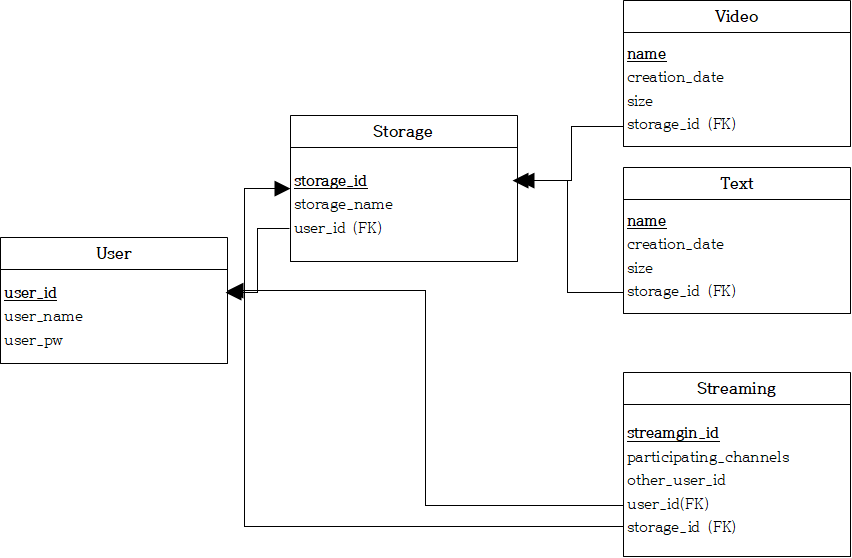 Video
name
creation_date
size
storage_id (FK)
Storage
storage_id
storage_name
user_id (FK)
Text
name
creation_date
size
storage_id (FK)
User
user_id
user_name
user_pw
Streaming
streamgin_id
participating_channels
other_user_id
user_id(FK)
storage_id (FK)